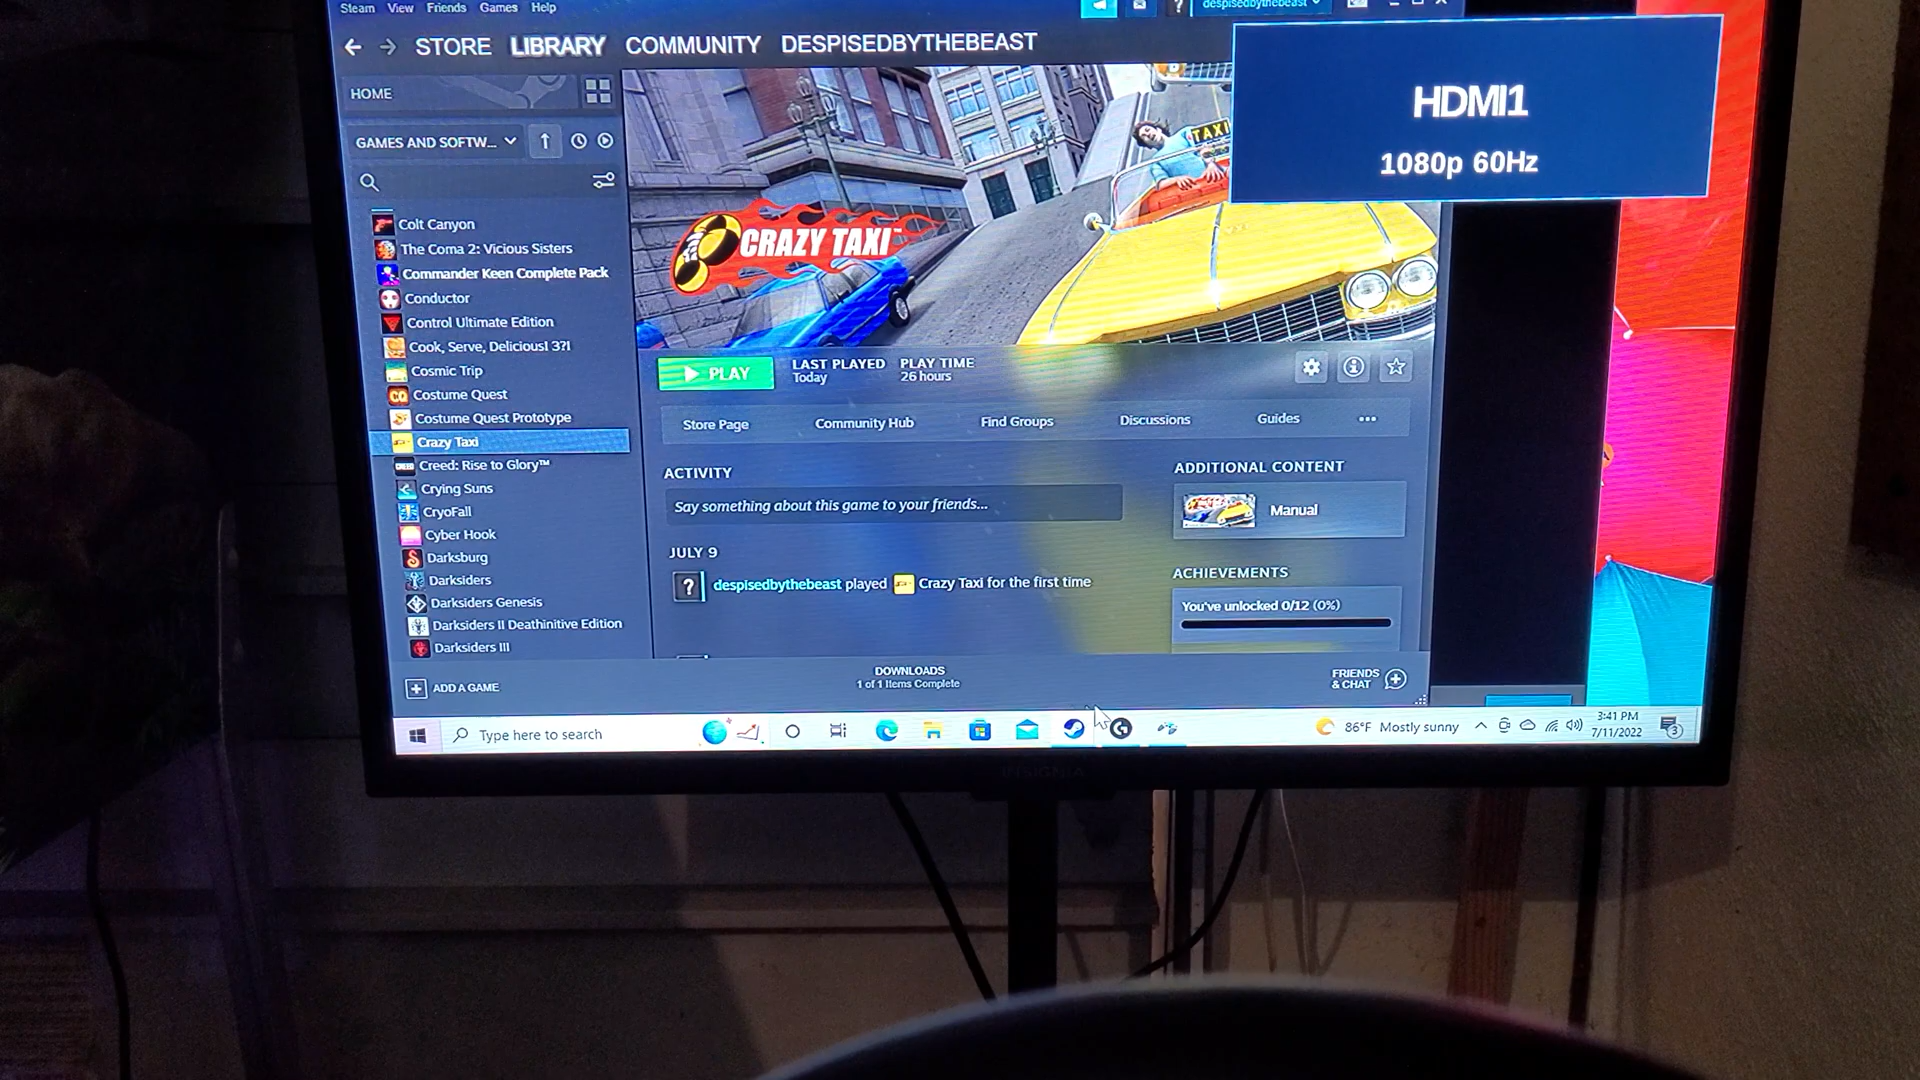 Steam View Friends Games Help
despisedbythebeast
STORE LIBRARY COMMUNITY DESPISEDBYTHEBEAST
HDMI1
1080p 60Hz
HOME
GAMES AND SOFTW...
TAXI
CRAZY TAXI™
Colt Canyon
The Coma 2: Vicious Sisters
Commander Keen Complete Pack
Conductor
Control Ultimate Edition
Cook, Serve, Delicious! 3?!
Cosmic Trip
CQ Costume Quest
Costume Quest Prototype
Crazy Taxi
Creed: Rise to Glory™
Crying Suns
CryoFall
Cyber Hook
Darksburg
Darksiders
Darksiders Genesis
Darksiders II Deathinitive Edition
Darksiders III
ADD A GAME
PLAY
LAST PLAYED
Today
PLAY TIME
26 hours
Store Page Community Hub Find Groups Discussions Guides ...
ACTIVITY
Say something about this game to your friends...
JULY 9
? despisedbythebeast played Crazy Taxi for the first time
ADDITIONAL CONTENT
Manual
ACHIEVEMENTS
You've unlocked 0/12 (0%)
DOWNLOADS
1 of 1 Items Complete
FRIENDS
& CHAT
Type here to search
86°F Mostly sunny
3:41 PM
7/11/2022
3
INSIGNIA